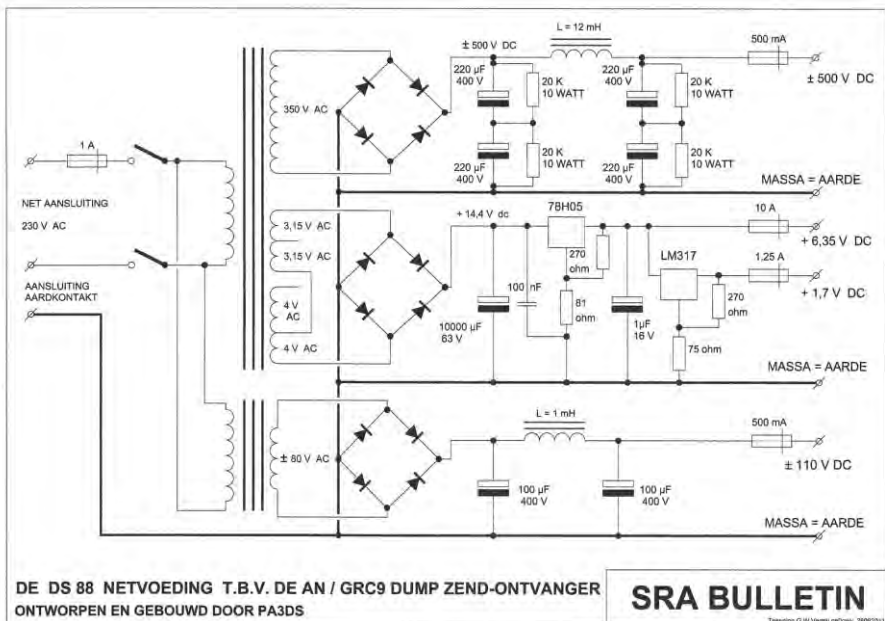 L = 12 mH
500 mA
± 500 V DC
± 500 V DC
220 µF
400 V
20 K
10 WATT
220 µF
400 V
20 K
10 WATT
350 V AC
1 A
220 µF
400 V
20 K
10 WATT
220 µF
400 V
20 K
10 WATT
MASSA = AARDE
NET AANSLUITING
230 V AC
78H05
10 A
+ 14,4 V dc
3,15 V AC
3,15 V AC
+ 6,35 V DC
270
ohm
LM317
1,25 A
AANSLUITING
AARDKONTAKT
100 nF
+ 1,7 V DC
4 V
AC
4 V AC
10000 µF
63 V
81
ohm
1µF
16 V
270
ohm
75 ohm
MASSA = AARDE
L = 1 mH
500 mA
± 80 V AC
± 110 V DC
100 µF
400 V
100 µF
400 V
MASSA = AARDE
DE DS 88 NETVOEDING T.B.V. DE AN / GRC9 DUMP ZEND-ONTVANGER
ONTWORPEN EN GEBOUWD DOOR PA3DS
SRA BULLETIN